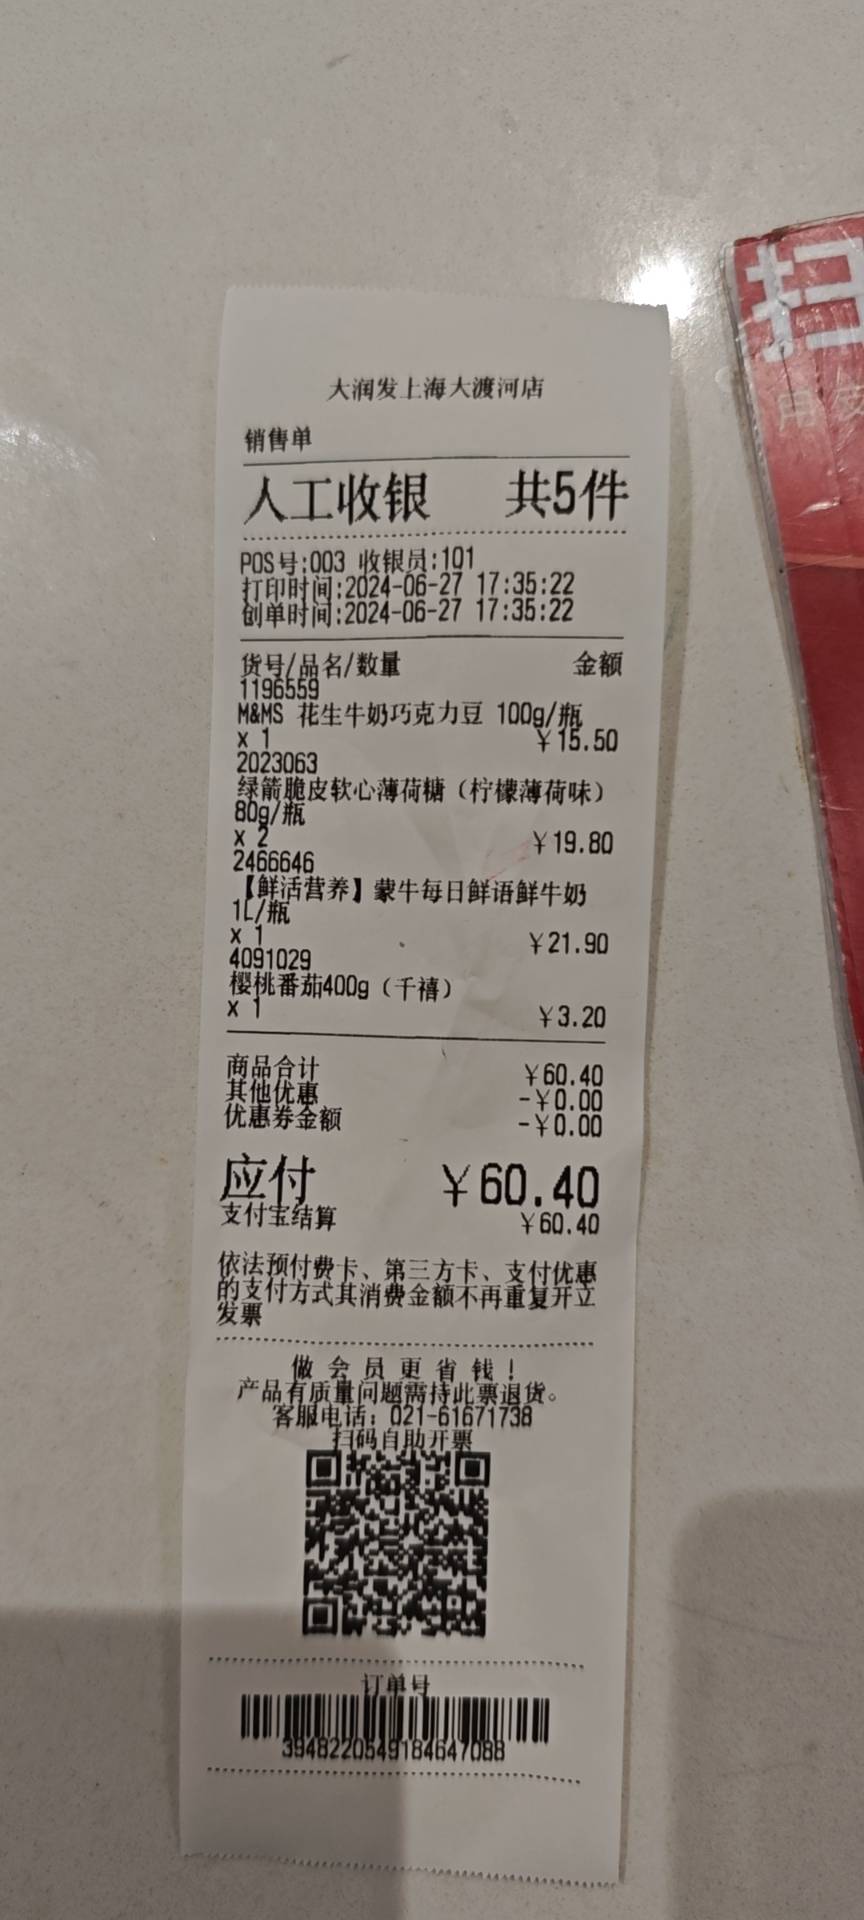 大润发上海大渡河店
销售单
人工收银 共5件
POS号:003 收银员:101
打印时间:2024-06-27 17:35:22
创单时间:2024-06-27 17:35:22
货号/品名/数量 金额
1196559
M&MS 花生牛奶巧克力豆 100g/瓶
x 1 ￥15.50
2023063
绿箭脆皮软心薄荷糖（柠檬薄荷味）
80g/瓶
x 2 ￥19.80
2466646
【鲜活营养】蒙牛每日鲜语鲜牛奶
1L/瓶
x 1 ￥21.90
4091029
樱桃番茄400g（千禧）
x 1 ￥3.20
商品合计 ￥60.40
其他优惠 -￥0.00
优惠券金额 -￥0.00
应付 ￥60.40
支付宝结算 ￥60.40
依法预付费卡、第三方卡、支付优惠
的支付方式其消费金额不再重复开立
发票
做会员更省钱！
产品有质量问题需持此票退货。
客服电话：021-61671738
扫码自助开票
订单号
3948220549184647088
扫
用 支